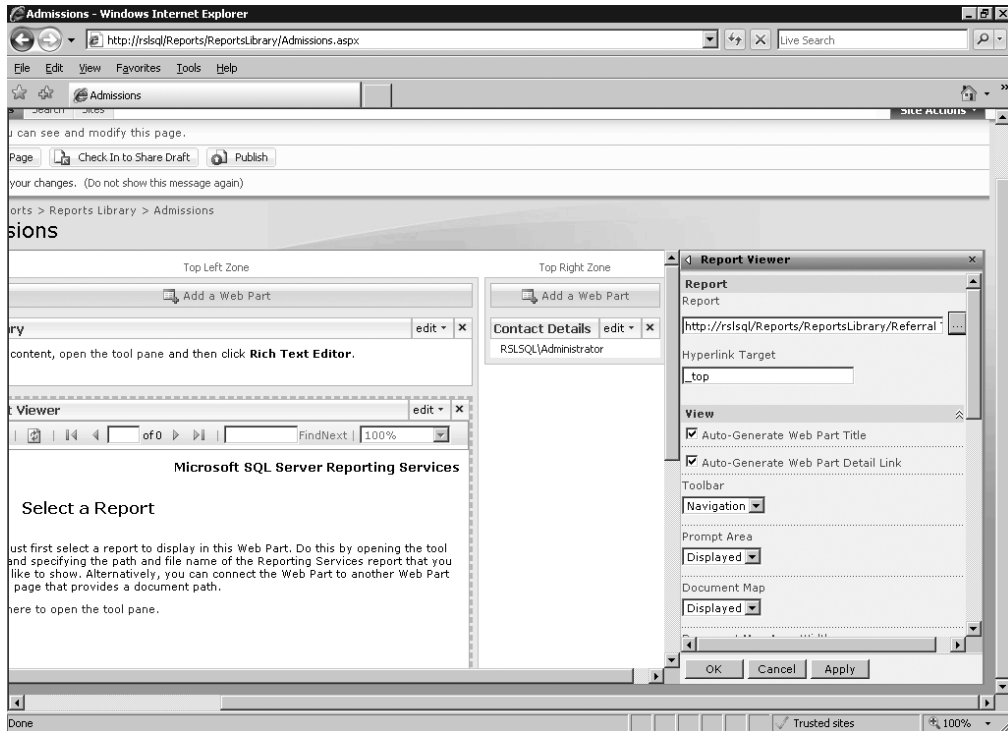 Admissions - Windows Internet Explorer
http://rslsql/Reports/ReportsLibrary/Admissions.aspx
Live Search
File Edit View Favorites Tools Help
Admissions
Search Sites
Site Actions
u can see and modify this page.
Page Check In to Share Draft Publish
your changes. (Do not show this message again)
orts > Reports Library > Admissions
sions
Top Left Zone
Add a Web Part
ry edit ×
content, open the tool pane and then click Rich Text Editor.
t Viewer edit ×
of 0 FindNext | 100%
Microsoft SQL Server Reporting Services
Select a Report
ust first select a report to display in this Web Part. Do this by opening the tool
and specifying the path and file name of the Reporting Services report that you
like to show. Alternatively, you can connect the Web Part to another Web Part
page that provides a document path.
here to open the tool pane.
Top Right Zone
Add a Web Part
Contact Details edit ×
RSLSQL\Administrator
Report Viewer ×
Report
Report
http://rslsql/Reports/ReportsLibrary/Referral
...
Hyperlink Target
_top
View
Auto-Generate Web Part Title
Auto-Generate Web Part Detail Link
Toolbar
Navigation
Prompt Area
Displayed
Document Map
Displayed
OK Cancel Apply
Done Trusted sites 100%